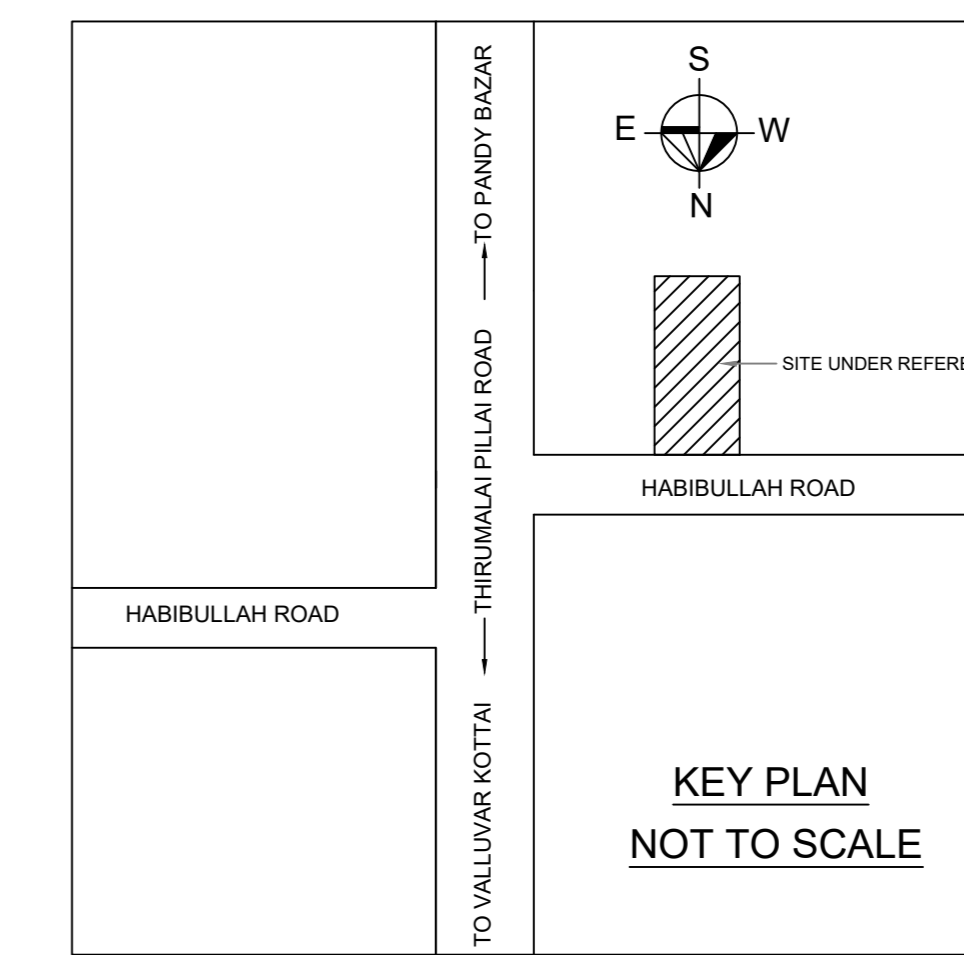 S
E
W
N
TO PANDY BAZAR
THIRUMALAI PILLAI ROAD
TO VALLUVAR KOTTAI
SITE UNDER
HABIBULLAH ROAD
HABIBULLAH ROAD
KEY PLAN
NOT TO SCALE